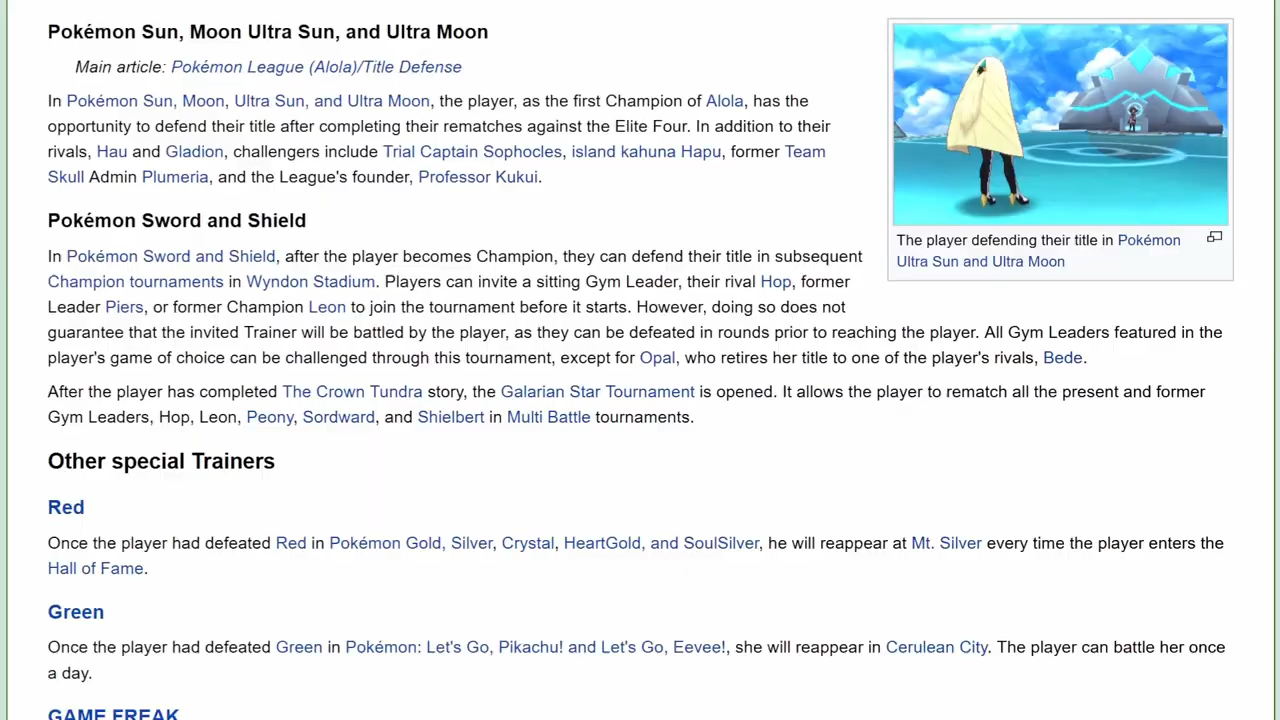 Pokémon Sun, Moon Ultra Sun, and Ultra Moon
Main article: Pokémon League (Alola)/Title Defense
In Pokémon Sun, Moon, Ultra Sun, and Ultra Moon, the player, as the first Champion of Alola, has the
opportunity to defend their title after completing their rematches against the Elite Four. In addition to their
rivals, Hau and Gladion, challengers include Trial Captain Sophocles, island kahuna Hapu, former Team
Skull Admin Plumeria, and the League's founder, Professor Kukui.
The player defending their title in Pokémon
Ultra Sun and Ultra Moon
Pokémon Sword and Shield
In Pokémon Sword and Shield, after the player becomes Champion, they can defend their title in subsequent
Champion tournaments in Wyndon Stadium. Players can invite a sitting Gym Leader, their rival Hop, former
Leader Piers, or former Champion Leon to join the tournament before it starts. However, doing so does not
guarantee that the invited Trainer will be battled by the player, as they can be defeated in rounds prior to reaching the player. All Gym Leaders featured in the
player's game of choice can be challenged through this tournament, except for Opal, who retires her title to one of the player's rivals, Bede.
After the player has completed The Crown Tundra story, the Galarian Star Tournament is opened. It allows the player to rematch all the present and former
Gym Leaders, Hop, Leon, Peony, Sordward, and Shielbert in Multi Battle tournaments.
Other special Trainers
Red
Once the player had defeated Red in Pokémon Gold, Silver, Crystal, HeartGold, and SoulSilver, he will reappear at Mt. Silver every time the player enters the
Hall of Fame.
Green
Once the player had defeated Green in Pokémon: Let's Go, Pikachu! and Let's Go, Eevee!, she will reappear in Cerulean City. The player can battle her once
a day.
GAME FREAK